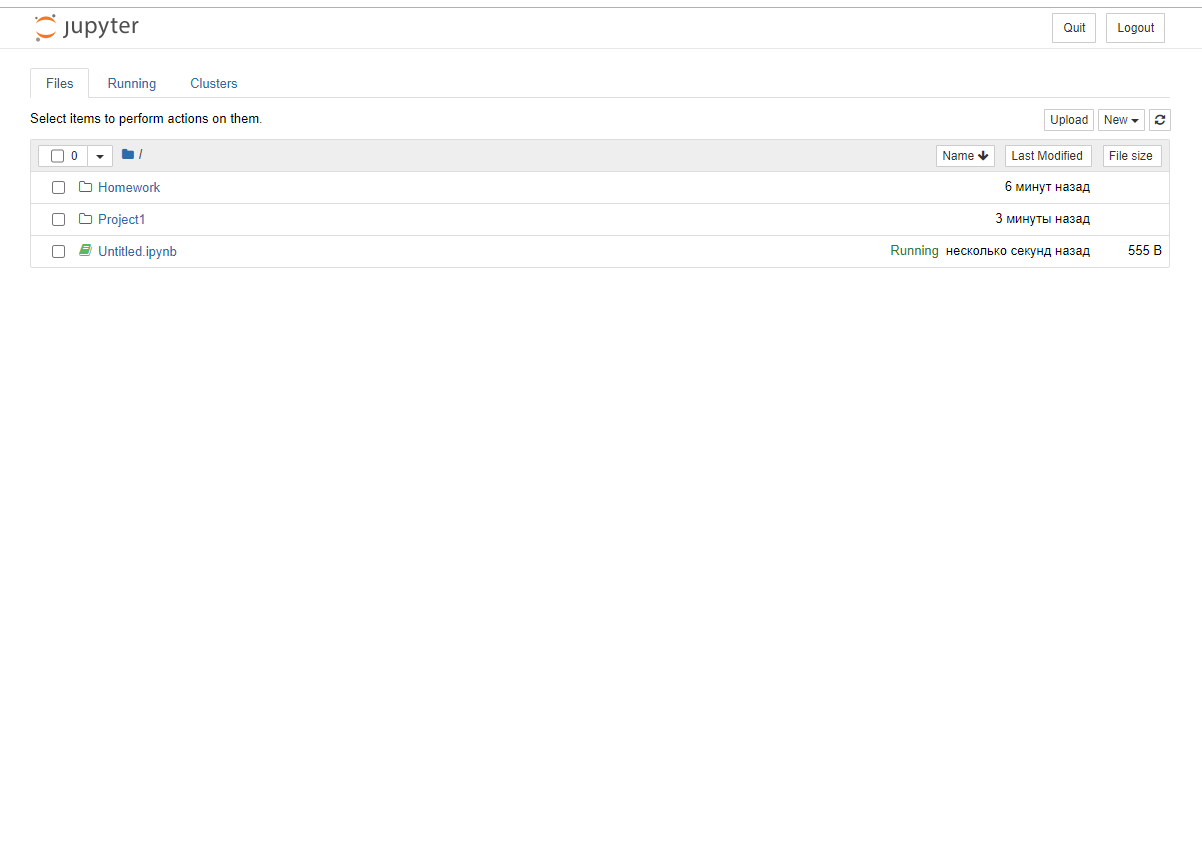 jupyter
Quit Logout
Files Running Clusters
Select items to perform actions on them.
Upload New
0 / Name Last Modified File size
Homework 6 минут назад
Project1 3 минуты назад
Untitled.ipynb Running несколько секунд назад 555 B